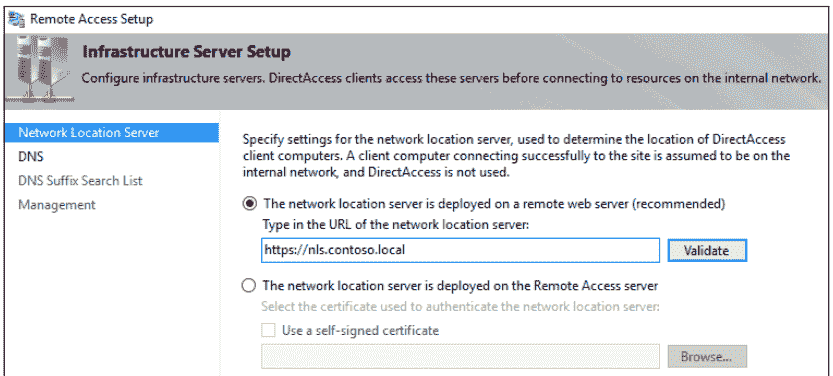 Remote Access Setup
Infrastructure Server Setup
Configure infrastructure servers. DirectAccess clients access these servers before connecting to resources on the internal network.
Network Location Server
DNS
DNS Suffix Search List
Management
Specify settings for the network location server, used to determine the location of DirectAccess
client computers. A client computer connecting successfully to the site is assumed to be on the
internal network, and DirectAccess is not used.
The network location server is deployed on a remote web server (recommended)
Type in the URL of the network location server:
https://nls.contoso.local
Validate
The network location server is deployed on the Remote Access server
Select the certificate used to authenticate the network location server:
Use a self-signed certificate
Browse...